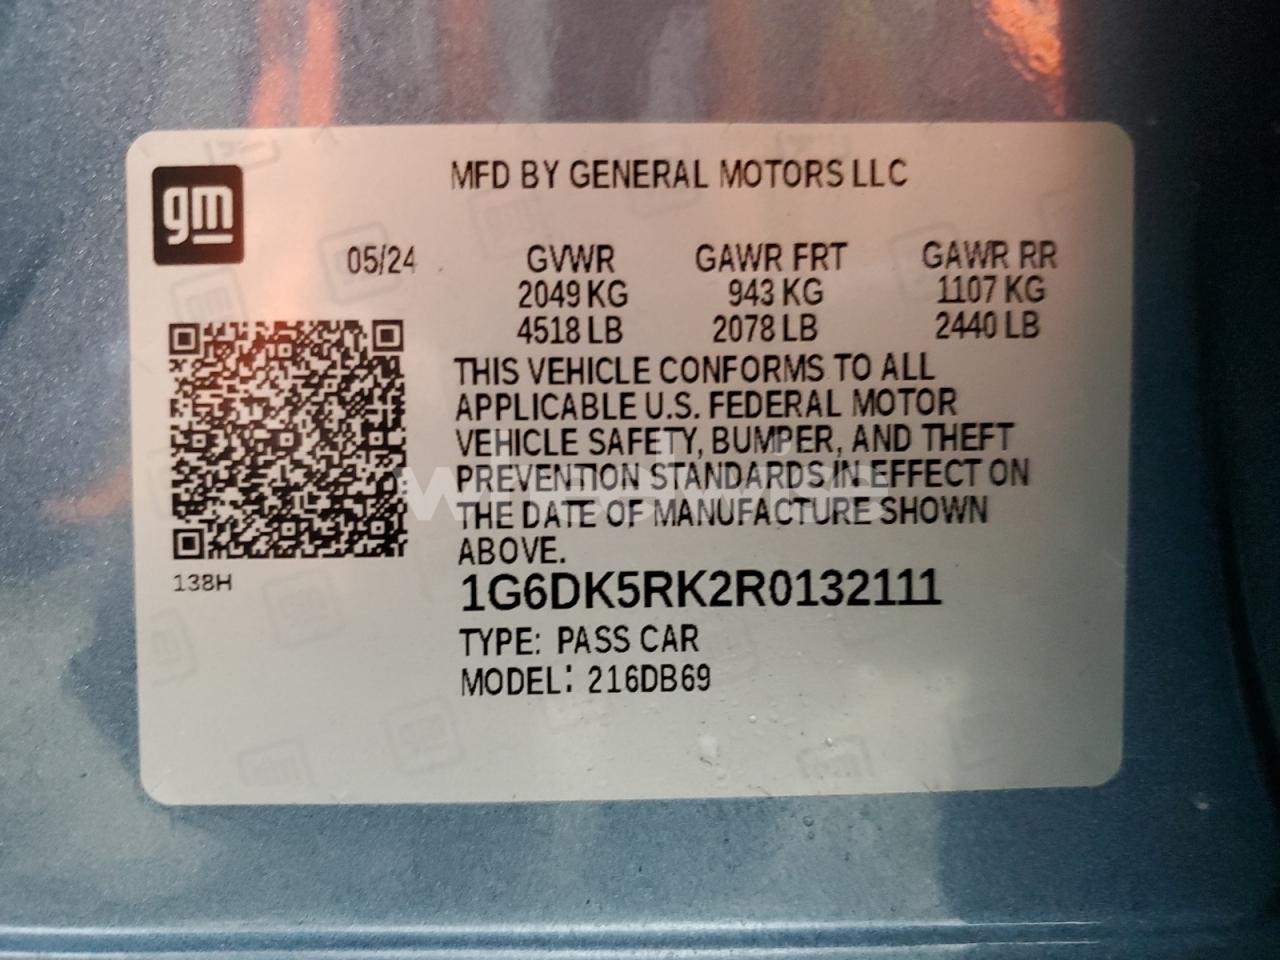 gm
MFD BY GENERAL MOTORS LLC
05/24 GVWR GAWR FRT GAWR RR
2049 KG 943 KG 1107 KG
4518 LB 2078 LB 2440 LB
THIS VEHICLE CONFORMS TO ALL
APPLICABLE U.S. FEDERAL MOTOR
VEHICLE SAFETY, BUMPER, AND THEFT
PREVENTION STANDARDS IN EFFECT ON
THE DATE OF MANUFACTURE SHOWN
ABOVE.
138H
1G6DK5RK2R0132111
TYPE: PASS CAR
MODEL: 216DB69